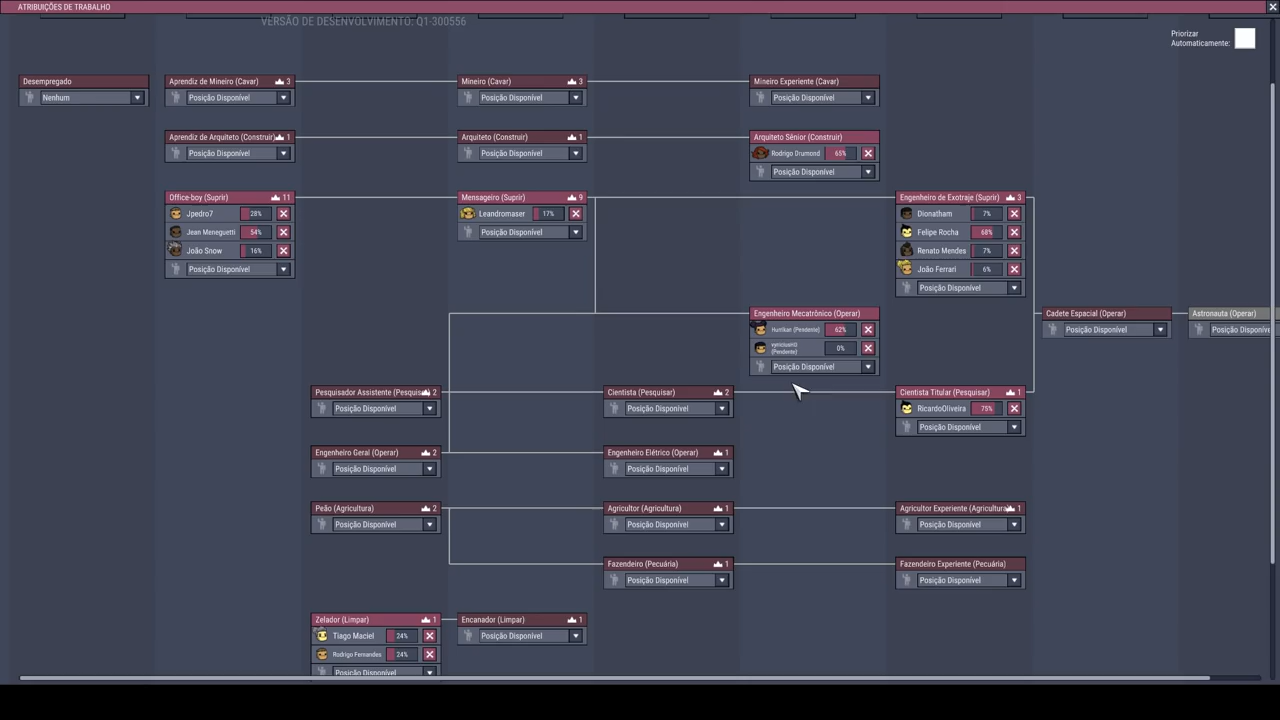 ATRIBUIÇÕES DE TRABALHO
VERSÃO DE DESENVOLVIMENTO: Q1-300556
Priorizar
Automaticamente:
Desempregado
Nenhum
Aprendiz de Mineiro (Cavar) 3
Posição Disponível
Mineiro (Cavar) 3
Posição Disponível
Mineiro Experiente (Cavar)
Posição Disponível
Aprendiz de Arquiteto (Construir) 1
Posição Disponível
Arquiteto (Construir) 1
Posição Disponível
Arquiteto Sênior (Construir)
Rodrigo Drumond 65%
Posição Disponível
Office-boy (Suprir) 11
Jpedro7 28%
Jean Meneguetti 54%
João Snow 16%
Posição Disponível
Mensageiro (Suprir) 9
Leandromaser 17%
Posição Disponível
Engenheiro de Exotraje (Suprir) 3
Dionatham 7%
Felipe Rocha 68%
Renato Mendes 7%
João Ferrari 6%
Posição Disponível
Engenheiro Mecatrônico (Operar)
(Pendente) 62%
(Pendente) 0%
Posição Disponível
Cadete Espacial (Operar)
Posição Disponível
Astronauta (Operar)
Posição Disponíve
Pesquisador Assistente (Pesquisa 2
Posição Disponível
Cientista (Pesquisar) 2
Posição Disponível
Cientista Titular (Pesquisar) 1
RicardoOliveira 75%
Posição Disponível
Engenheiro Geral (Operar) 2
Posição Disponível
Engenheiro Elétrico (Operar) 1
Posição Disponível
Peão (Agricultura) 2
Posição Disponível
Agricultor (Agricultura) 1
Posição Disponível
Agricultor Experiente (Agricultura) 1
Posição Disponível
Fazendeiro (Pecuária) 1
Posição Disponível
Fazendeiro Experiente (Pecuária)
Posição Disponível
Zelador (Limpar) 1
Tiago Maciel 24%
Rodrigo Fernandes 24%
Posição Disponível
Encanador (Limpar) 1
Posição Disponível